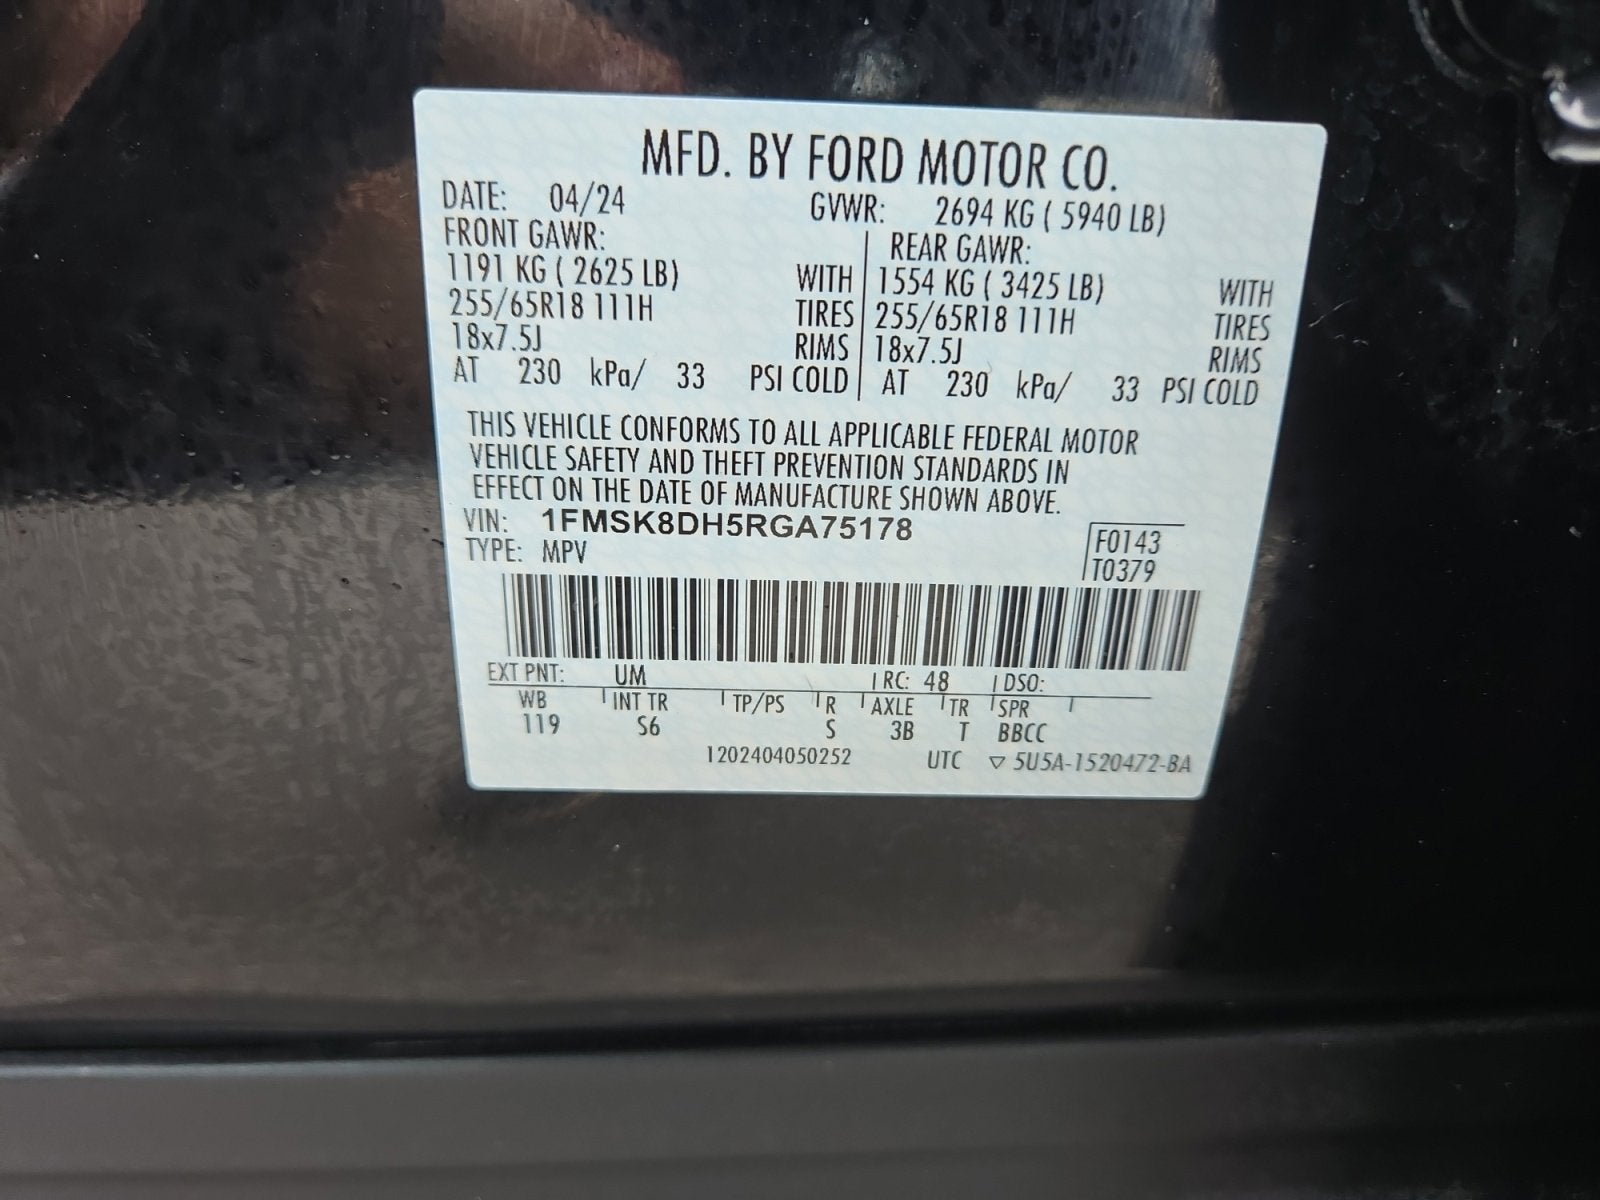 MFD. BY FORD MOTOR CO.
DATE: 04/24 GVWR: 2694 KG ( 5940 LB)
FRONT GAWR: REAR GAWR:
1191 KG ( 2625 LB) WITH 1554 KG ( 3425 LB) WITH
255/65R18 111H TIRES 255/65R18 111H TIRES
18x7.5J RIMS 18x7.5J RIMS
AT 230 kPa/ 33 PSI COLD AT 230 kPa/ 33 PSI COLD
THIS VEHICLE CONFORMS TO ALL APPLICABLE FEDERAL MOTOR
VEHICLE SAFETY AND THEFT PREVENTION STANDARDS IN
EFFECT ON THE DATE OF MANUFACTURE SHOWN ABOVE.
VIN: 1FMSK8DH5RGA75178
TYPE: MPV
F0143
T0379
EXT PNT: UM RC: 48 DSO:
WB INT TR TP/PS R AXLE TR SPR
119 S6 S 3B T BBCC
1202404050252 UTC ▽ 5U5A-1520472-BA